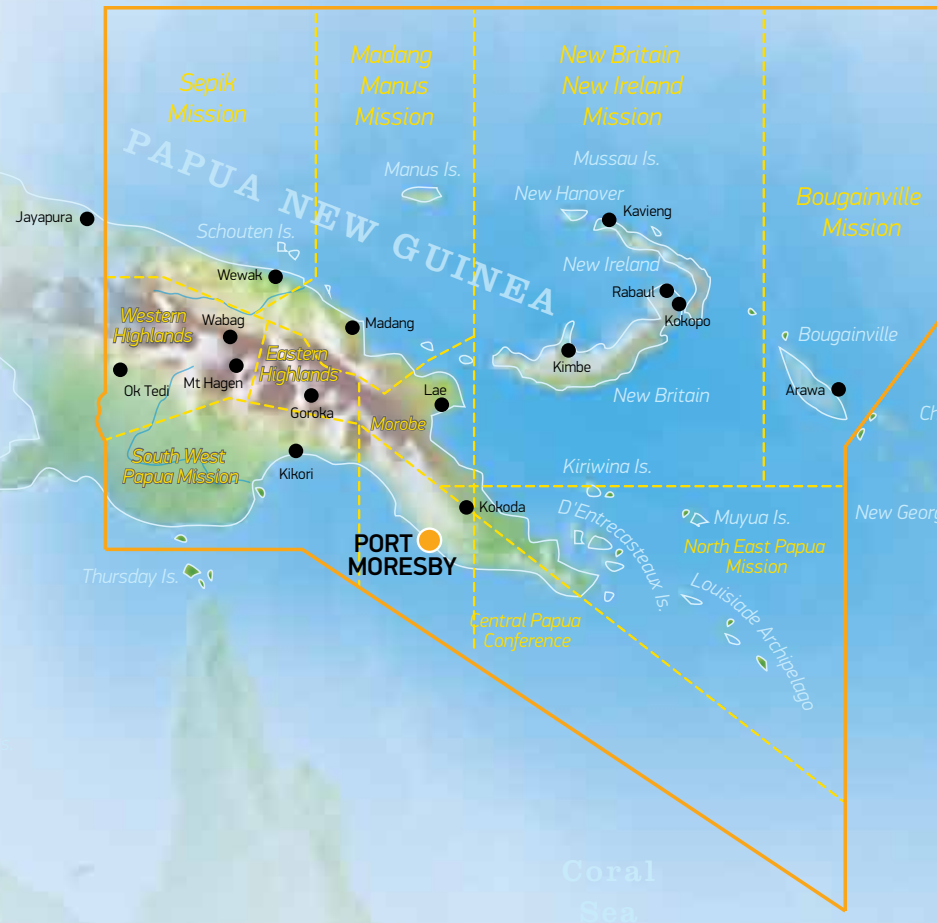 Sepik
Mission
Madang
Manus
Mission
New Britain
New Ireland
Mission
Bougainville
Mission
PAPUA NEW GUINEA
Manus Is.
Mussau Is.
New Hanover
Kavieng
Jayapura
Schouten Is.
Wewak
New Ireland
Rabaul
Kokopo
Western
Highlands
Wabag
Madang
Eastern
Highlands
Bougainville
Kimbe
Ok Tedi
Mt Hagen
Lae
New Britain
Arawa
Goroka
Morobe
Ch
South West
Papua Mission
Kikori
Kiriwina Is.
Kokoda
D'Entrecasteaux Is.
Muyua Is.
New Georg
PORT
MORESBY
North East Papua
Mission
Thursday Is.
Louisiade Archipelago
Central Papua
Conference
Coral
Sea